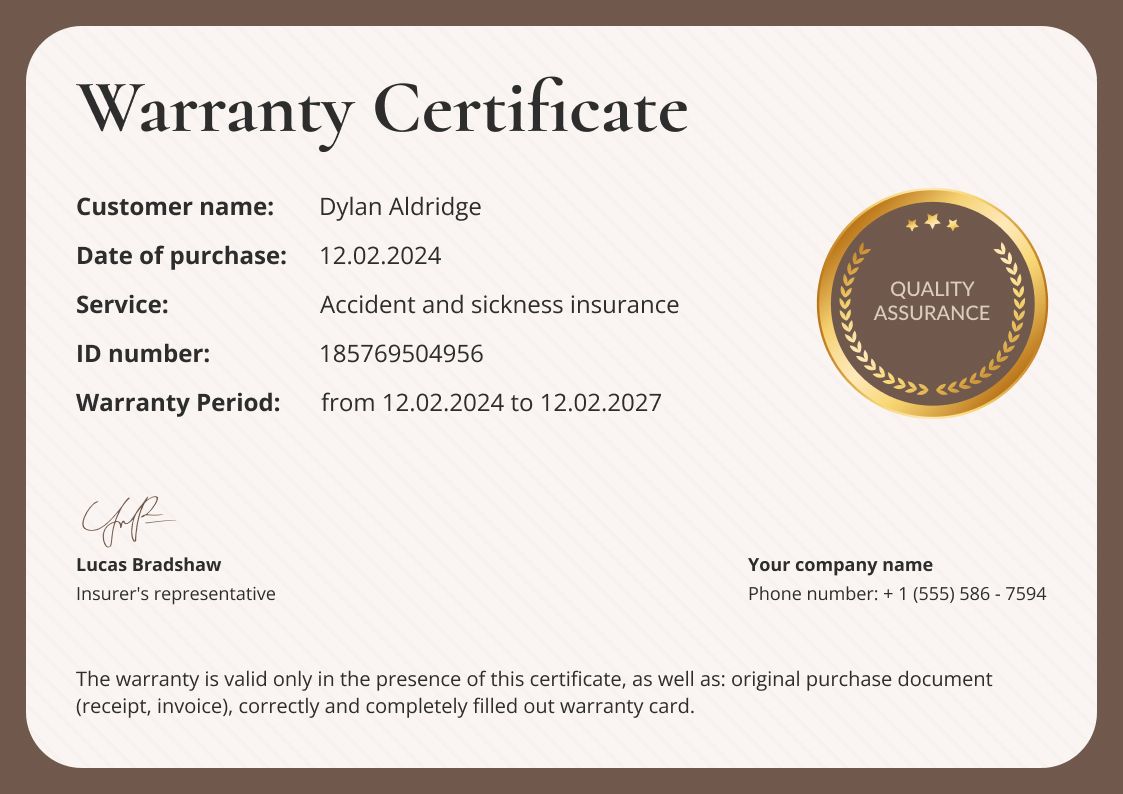 Warranty Certificate
Customer name: Dylan Aldridge
Date of purchase: 12.02.2024
Service: Accident and sickness insurance
ID number: 185769504956
Warranty Period: from 12.02.2024 to 12.02.2027
QUALITY
ASSURANCE
Lucas Bradshaw
Insurer's representative
Your company name
Phone number: + 1 (555) 586 - 7594
The warranty is valid only in the presence of this certificate, as well as: original purchase document
(receipt, invoice), correctly and completely filled out warranty card.